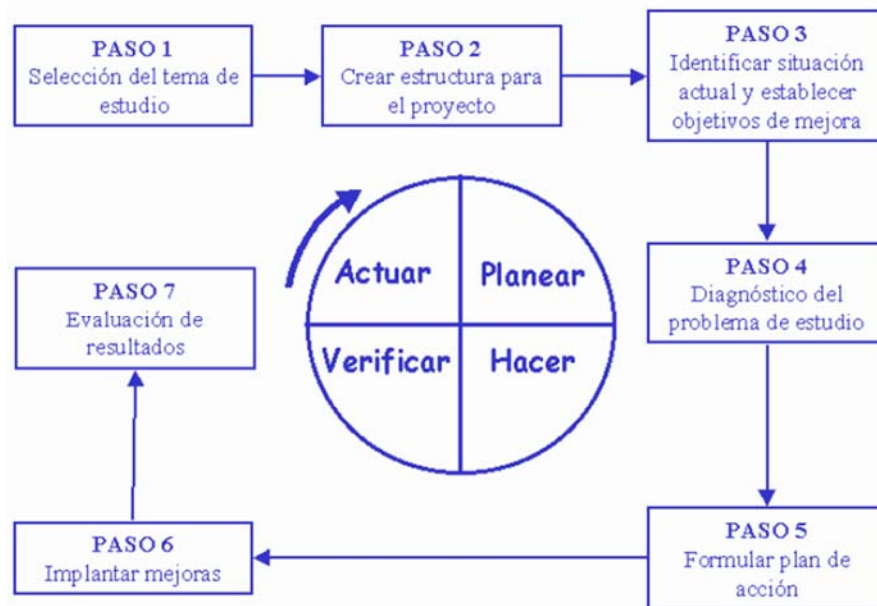 PASO 1
Selección del tema de
estudio
PASO 2
Crear estructura para
el proyecto
PASO 3
Identificar situación
actual y establecer
objetivos de mejora
Actuar
Planear
Verificar
Hacer
PASO 4
Diagnóstico del
problema de estudio
PASO 7
Evaluación de
resultados
PASO 6
Implantar mejoras
PASO 5
Formular plan de
acción